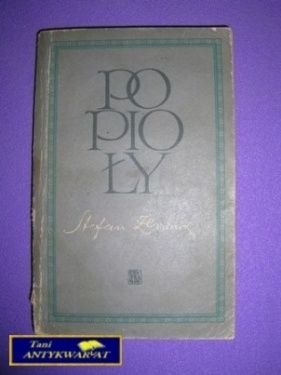 PO
PIO
ŁY
Stefan Żeromski
Tani
ANTYKWARIAT